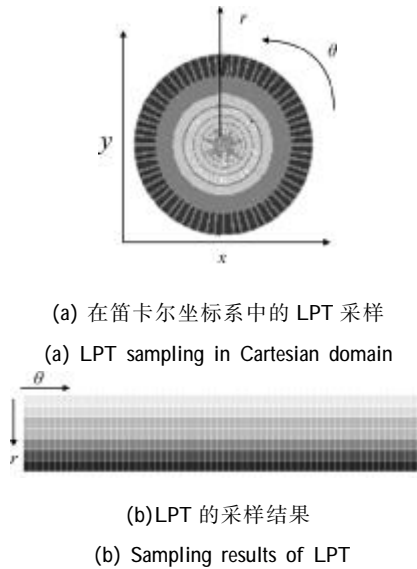 r
θ
y
x
(a) 在笛卡尔坐标系中的 LPT 采样
(a) LPT sampling in Cartesian domain
θ
r
(b)LPT 的采样结果
(b) Sampling results of LPT